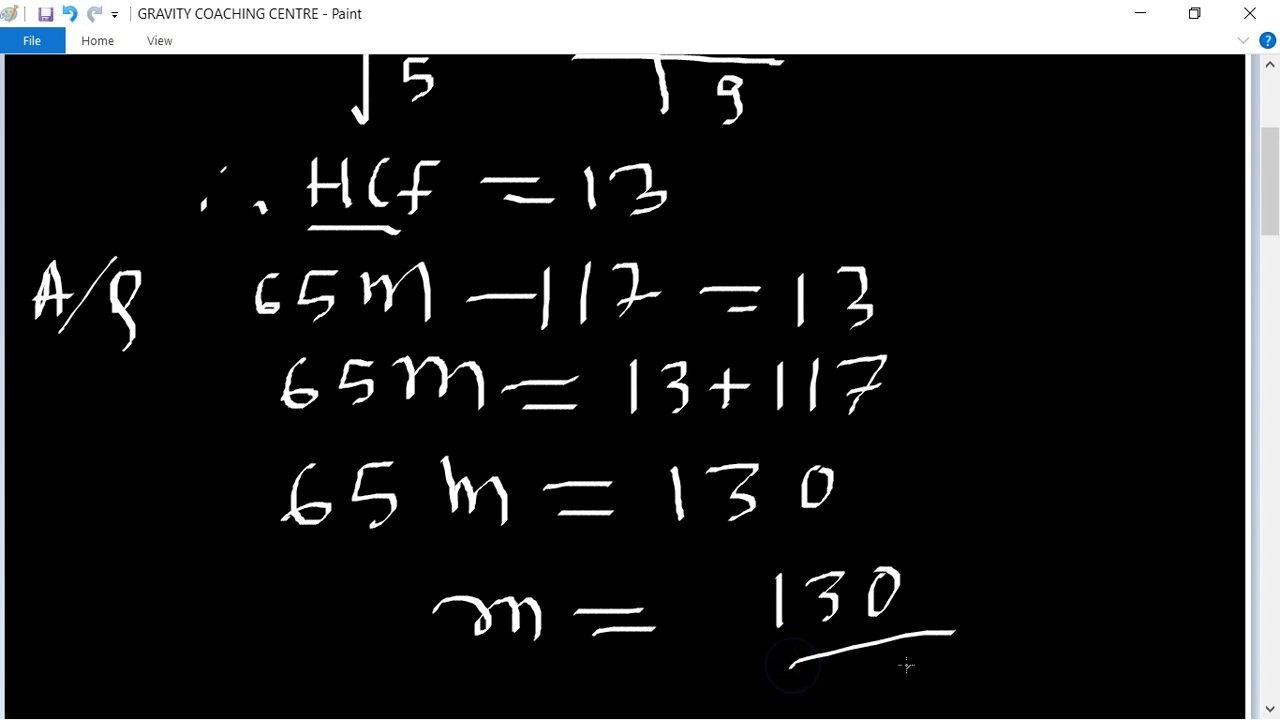 GRAVITY COACHING CENTRE - Paint
File Home View
5 9
∴ HCf = 13
A/Q 65m - 117 = 13
65m = 13 + 117
65 m = 130
m = 130